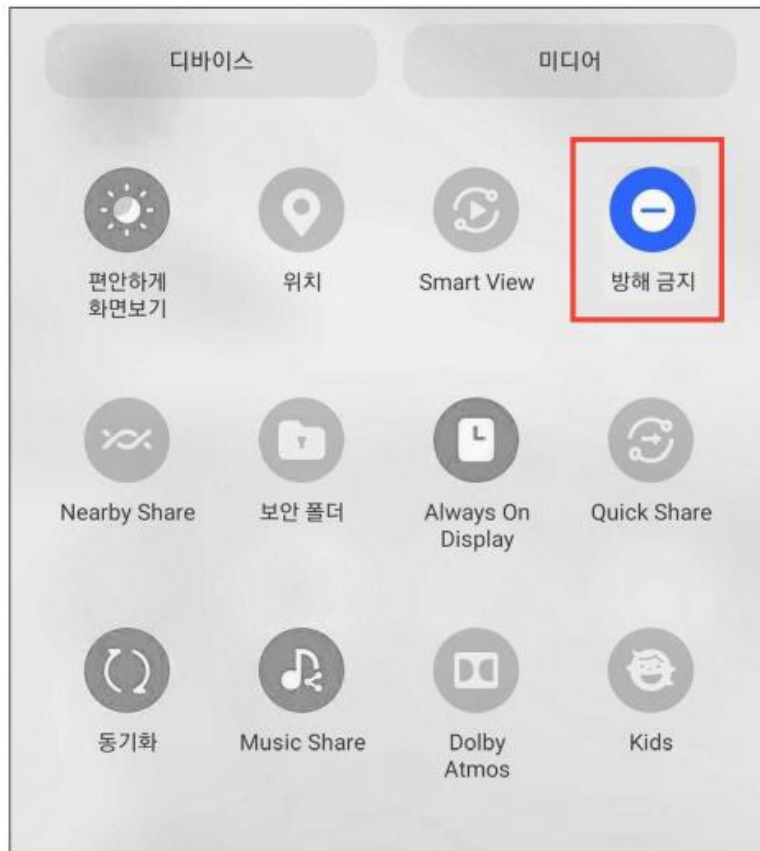 디바이스
미디어
편안하게
화면보기
위치
Smart View
방해 금지
Nearby Share
보안 폴더
Always On
Display
Quick Share
동기화
Music Share
Dolby
Atmos
Kids